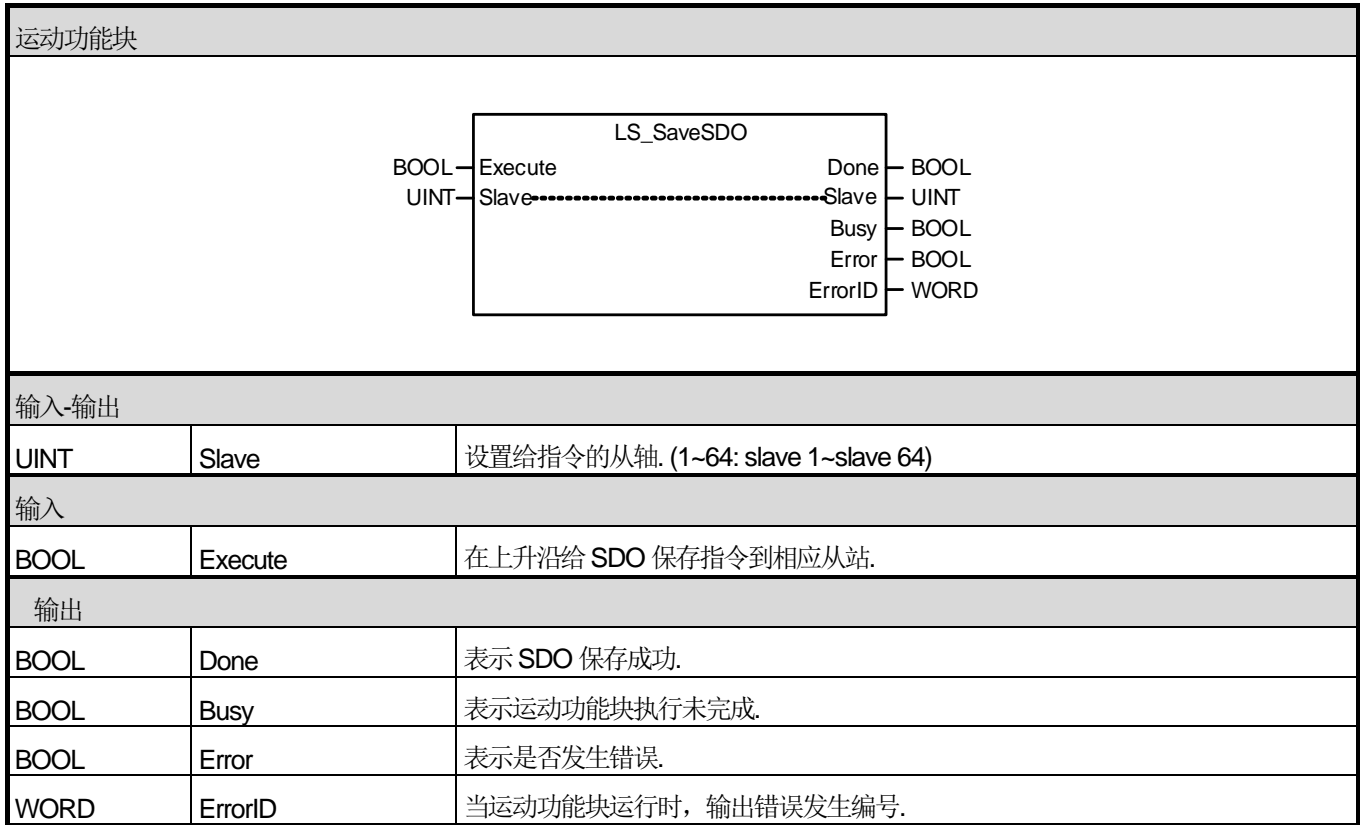 运动功能块
LS_SaveSDO
BOOL Execute Done BOOL
UINT Slave Slave UINT
Busy BOOL
Error BOOL
ErrorID WORD
输入-输出
UINT Slave 设置给指令的从轴. (1~64: slave 1~slave 64)
输入
BOOL Execute 在上升沿给 SDO 保存指令到相应从站.
输出
BOOL Done 表示 SDO 保存成功.
BOOL Busy 表示运动功能块执行未完成.
BOOL Error 表示是否发生错误.
WORD ErrorID 当运动功能块运行时，输出错误发生编号.